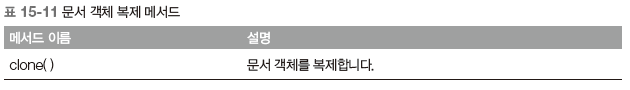 표 15-11 문서 객체 복제 메서드
메서드 이름 설명
clone( ) 문서 객체를 복제합니다.